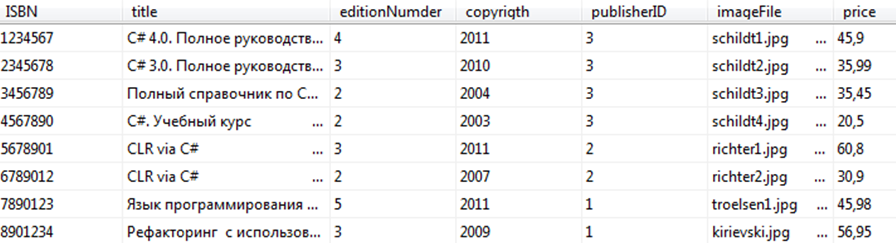 ISBN title editionNumder copyrigth publisherID imageFile price
1234567 C# 4.0. Полное руководств... 4 2011 3 schildt1.jpg ... 45,9
2345678 C# 3.0. Полное руководств... 3 2010 3 schildt2.jpg ... 35,99
3456789 Полный справочник по С... 2 2004 3 schildt3.jpg ... 35,45
4567890 C#. Учебный курс ... 2 2003 3 schildt4.jpg ... 20,5
5678901 CLR via C# ... 3 2011 2 richter1.jpg ... 60,8
6789012 CLR via C# ... 2 2007 2 richter2.jpg ... 30,9
7890123 Язык программирования ... 5 2011 1 troelsen1.jpg ... 45,98
8901234 Рефакторинг с использов... 3 2009 1 kirievski.jpg ... 56,95